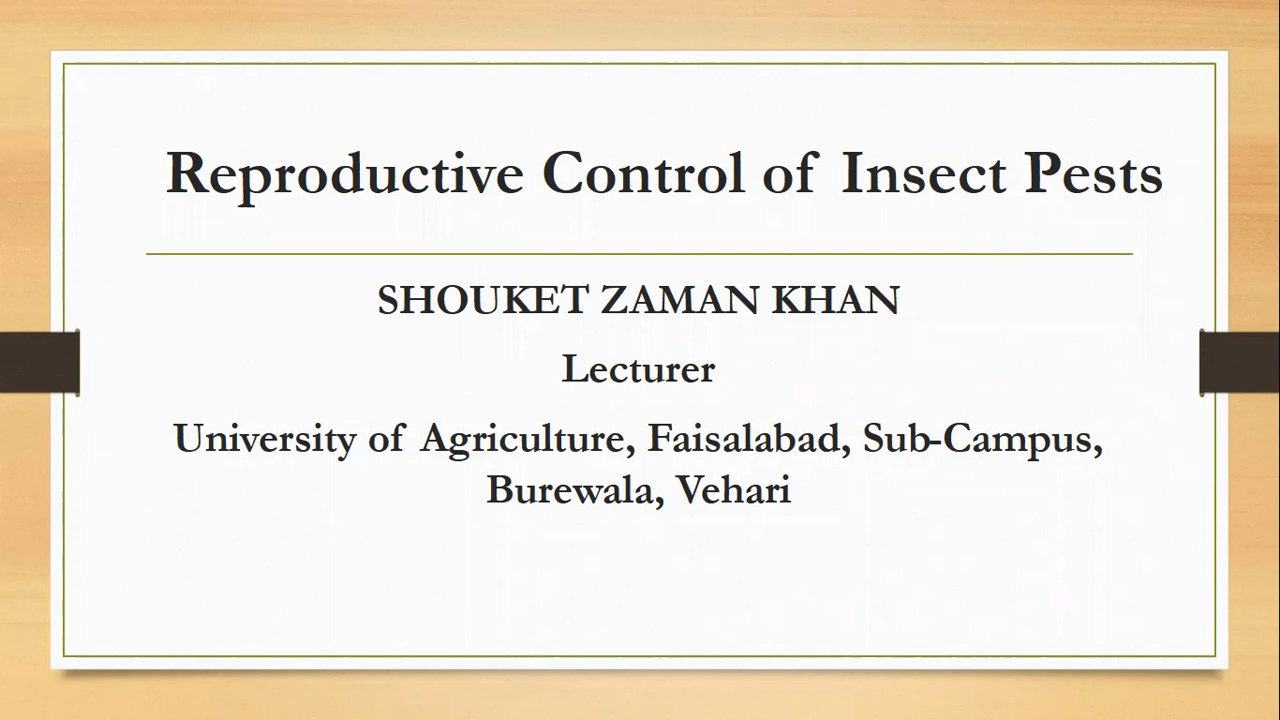 Reproductive Control of Insect Pests
SHOUKET ZAMAN KHAN
Lecturer
University of Agriculture, Faisalabad, Sub-Campus,
Burewala, Vehari